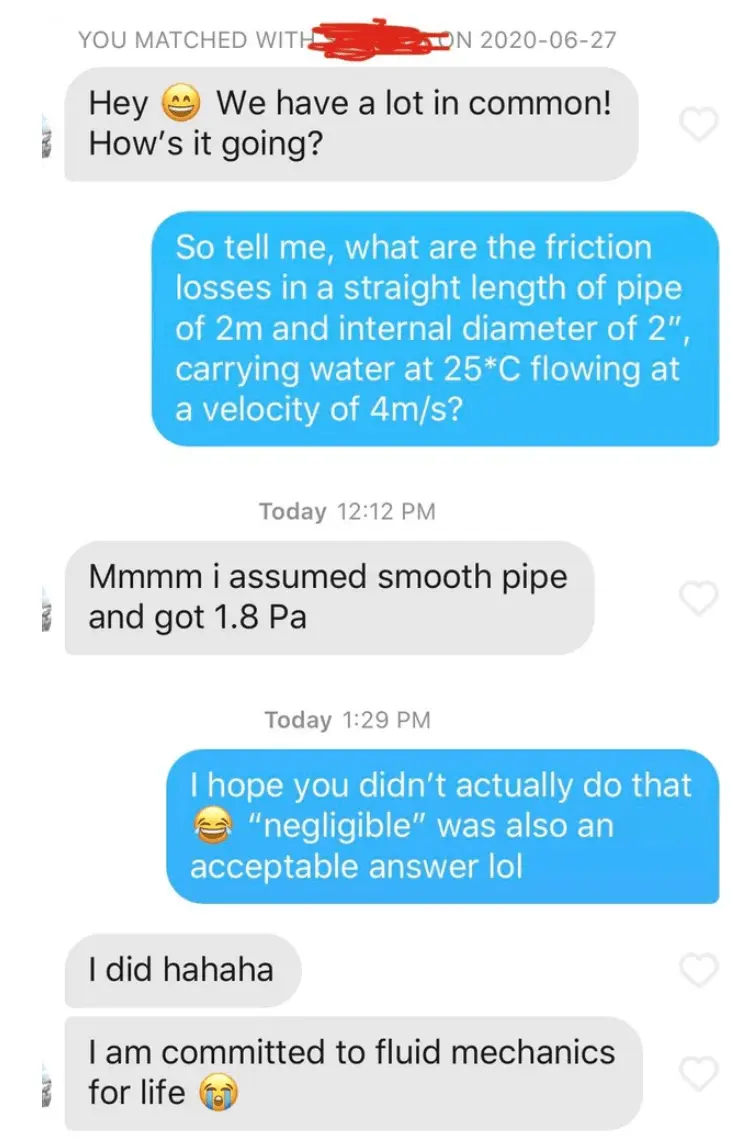 YOU MATCHED WITH ON 2020-06-27
Hey 😄 We have a lot in common!
How’s it going?
So tell me, what are the friction
losses in a straight length of pipe
of 2m and internal diameter of 2”,
carrying water at 25*C flowing at
a velocity of 4m/s?
Today 12:12 PM
Mmmm i assumed smooth pipe
and got 1.8 Pa
Today 1:29 PM
I hope you didn’t actually do that
😂 “negligible” was also an
acceptable answer lol
I did hahaha
I am committed to fluid mechanics
for life 😭